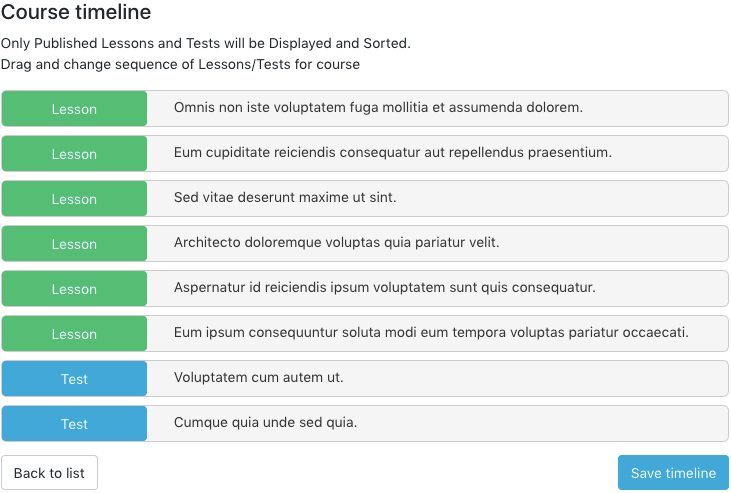 Course timeline
Only Published Lessons and Tests will be Displayed and Sorted.
Drag and change sequence of Lessons/Tests for course
Lesson Omnis non iste voluptatem fuga mollitia et assumenda dolorem.
Lesson Eum cupiditate reiciendis consequatur aut repellendus praesentium.
Lesson Sed vitae deserunt maxime ut sint.
Lesson Architecto doloremque voluptas quia pariatur velit.
Lesson Aspernatur id reiciendis ipsum voluptatem sunt quis consequatur.
Lesson Eum ipsum consequuntur soluta modi eum tempora voluptas pariatur occaecati.
Test Voluptatem cum autem ut.
Test Cumque quia unde sed quia.
Back to list Save timeline